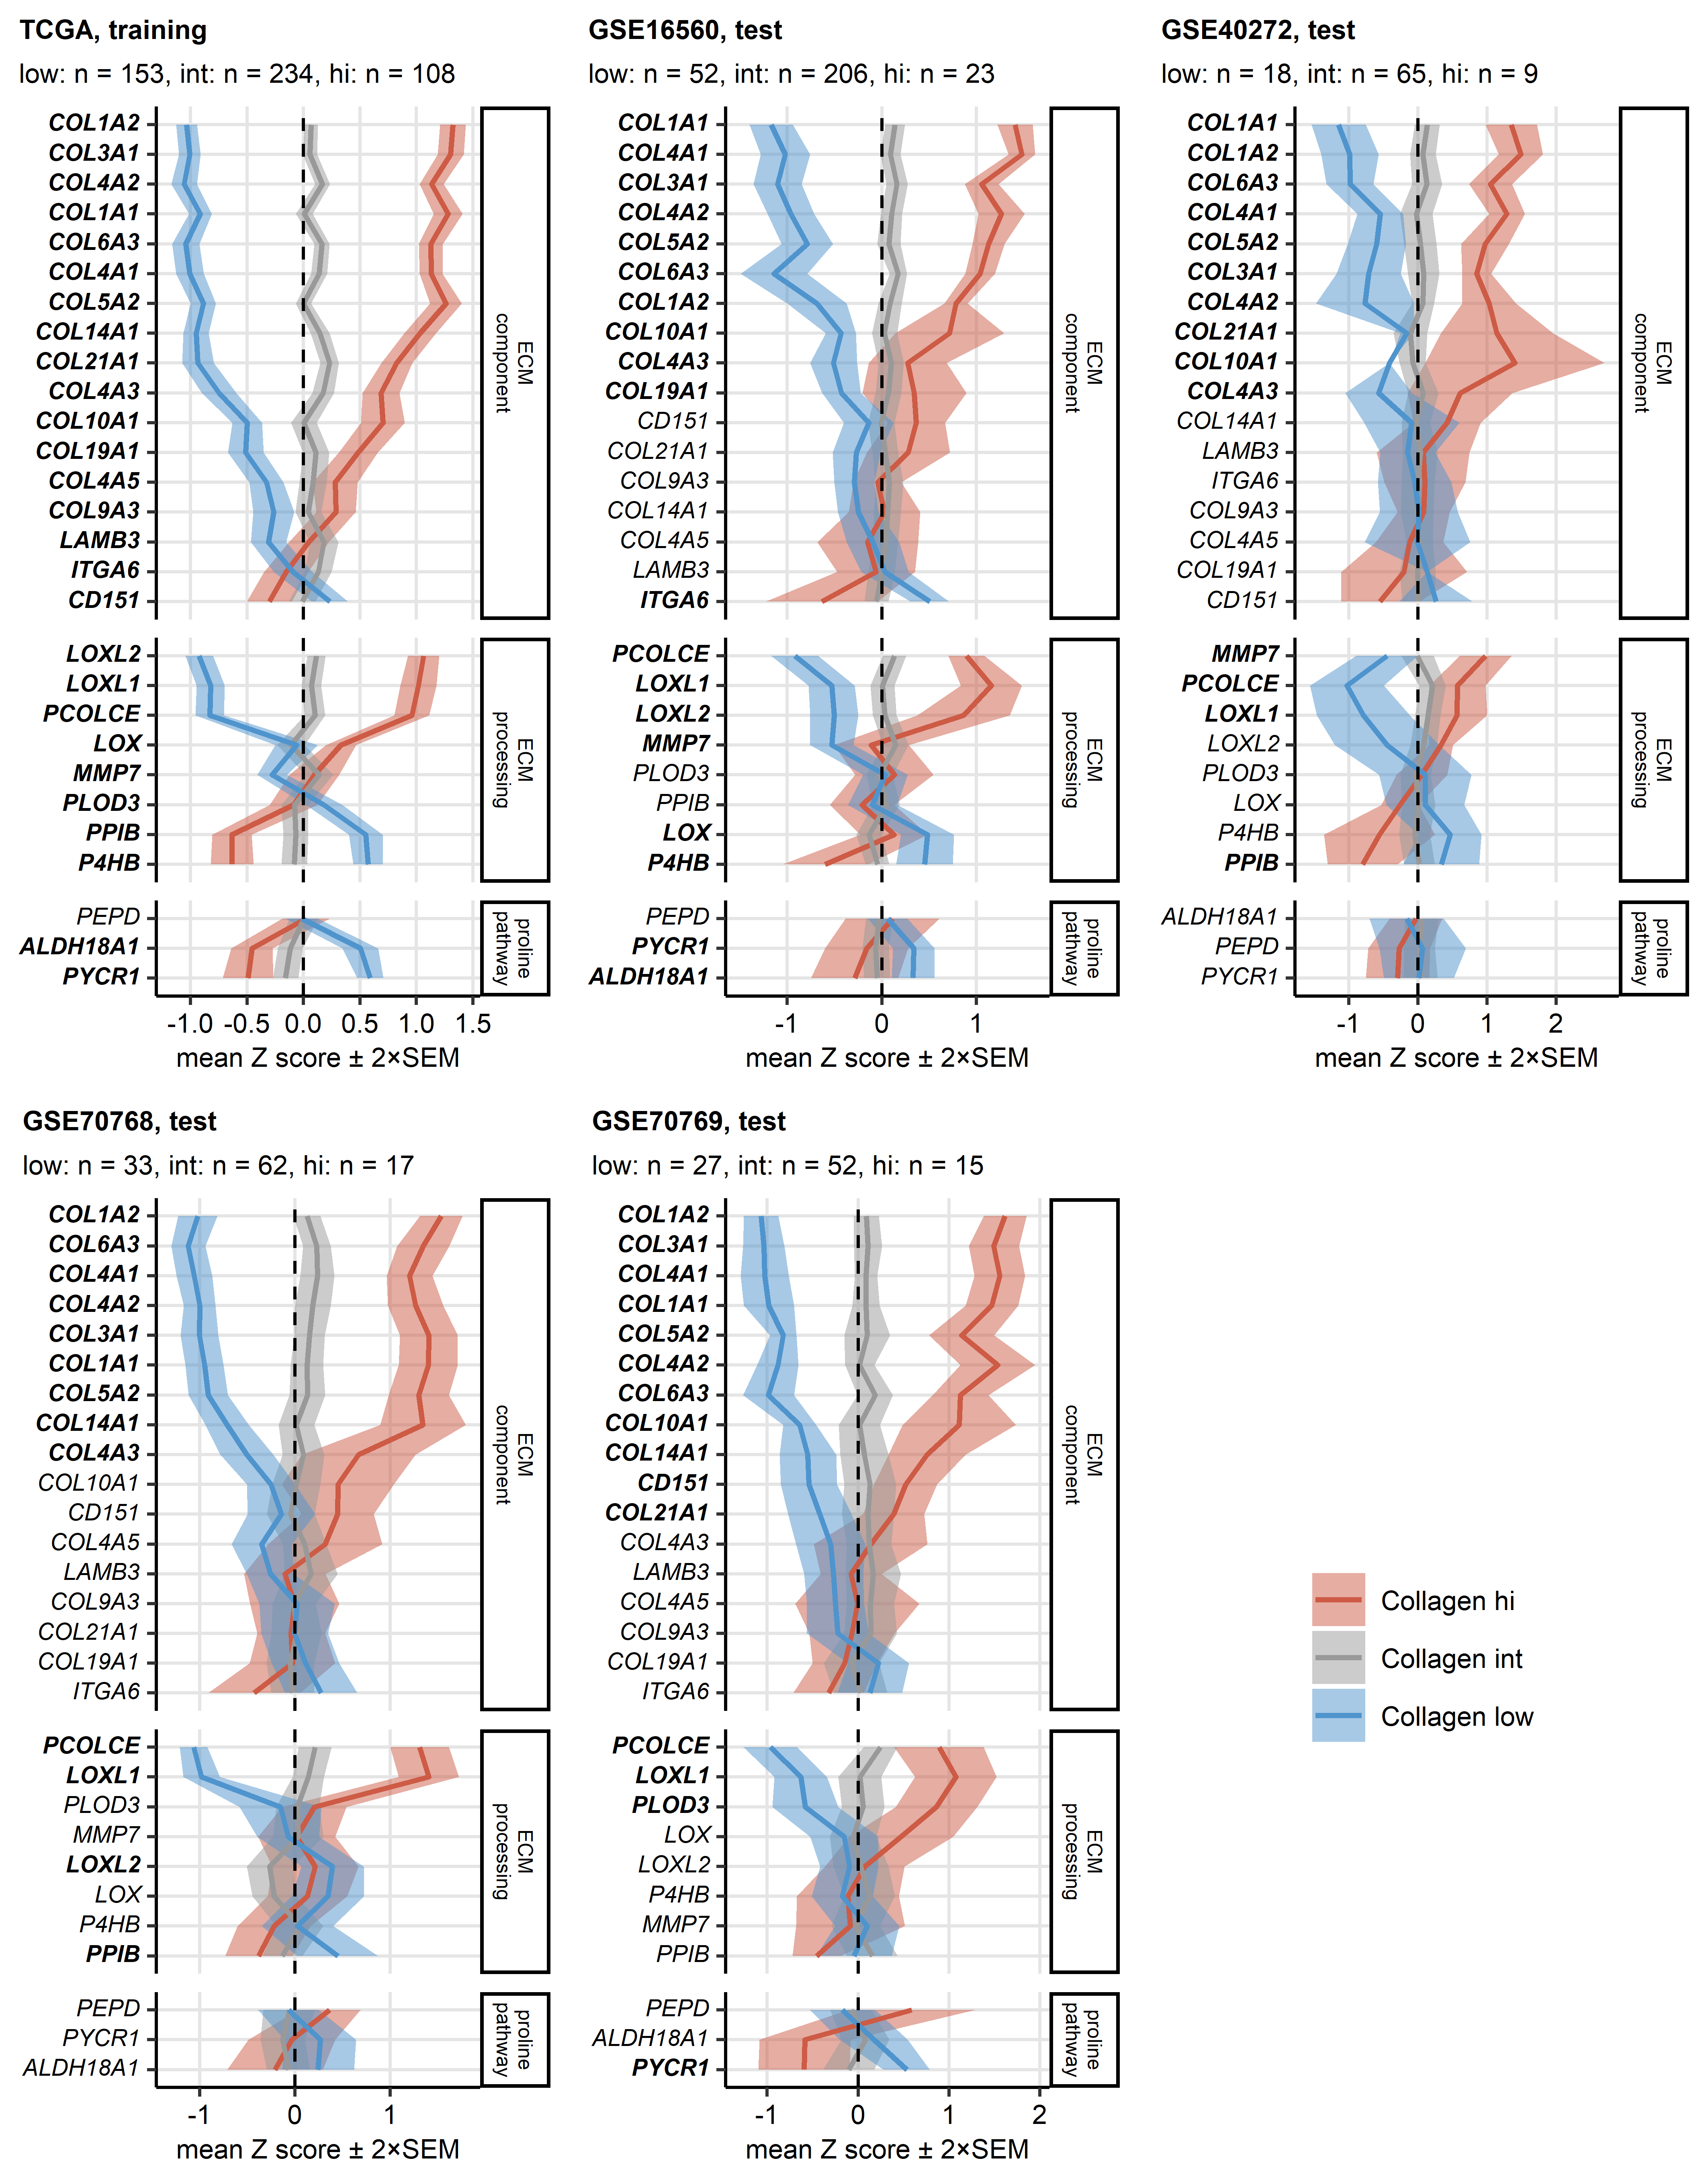 TCGA, training
low: n = 153, int: n = 234, hi: n = 108
COL1A2
COL3A1
COL4A2
COL1A1
COL6A3
COL4A1
COL5A2
COL14A1
COL21A1
COL4A3
COL10A1
COL19A1
COL4A5
COL9A3
LAMB3
ITGA6
CD151
ECM
component
LOXL2
LOXL1
PCOLCE
LOX
MMP7
PLOD3
PPIB
P4HB
ECM
processing
PEPD
ALDH18A1
PYCR1
proline
pathway
-1.0 -0.5 0.0 0.5 1.0 1.5
mean Z score ± 2×SEM
GSE16560, test
low: n = 52, int: n = 206, hi: n = 23
COL1A1
COL4A1
COL3A1
COL4A2
COL5A2
COL6A3
COL1A2
COL10A1
COL4A3
COL19A1
CD151
COL21A1
COL9A3
COL14A1
COL4A5
LAMB3
ITGA6
ECM
component
PCOLCE
LOXL1
LOXL2
MMP7
PLOD3
PPIB
LOX
P4HB
ECM
processing
PEPD
PYCR1
ALDH18A1
proline
pathway
-1 0 1
mean Z score ± 2×SEM
GSE40272, test
low: n = 18, int: n = 65, hi: n = 9
COL1A1
COL1A2
COL6A3
COL4A1
COL5A2
COL3A1
COL4A2
COL21A1
COL10A1
COL4A3
COL14A1
LAMB3
ITGA6
COL9A3
COL4A5
COL19A1
CD151
ECM
component
MMP7
PCOLCE
LOXL1
LOXL2
PLOD3
LOX
P4HB
PPIB
ECM
processing
ALDH18A1
PEPD
PYCR1
proline
pathway
-1 0 1 2
mean Z score ± 2×SEM
GSE70768, test
low: n = 33, int: n = 62, hi: n = 17
COL1A2
COL6A3
COL4A1
COL4A2
COL3A1
COL1A1
COL5A2
COL14A1
COL4A3
COL10A1
CD151
COL4A5
LAMB3
COL9A3
COL21A1
COL19A1
ITGA6
ECM
component
PCOLCE
LOXL1
PLOD3
MMP7
LOXL2
LOX
P4HB
PPIB
ECM
processing
PEPD
PYCR1
ALDH18A1
proline
pathway
-1 0 1
mean Z score ± 2×SEM
GSE70769, test
low: n = 27, int: n = 52, hi: n = 15
COL1A2
COL3A1
COL4A1
COL1A1
COL5A2
COL4A2
COL6A3
COL10A1
COL14A1
CD151
COL21A1
COL4A3
LAMB3
COL4A5
COL9A3
COL19A1
ITGA6
ECM
component
PCOLCE
LOXL1
PLOD3
LOX
LOXL2
P4HB
MMP7
PPIB
ECM
processing
PEPD
ALDH18A1
PYCR1
proline
pathway
-1 0 1 2
mean Z score ± 2×SEM
Collagen hi
Collagen int
Collagen low